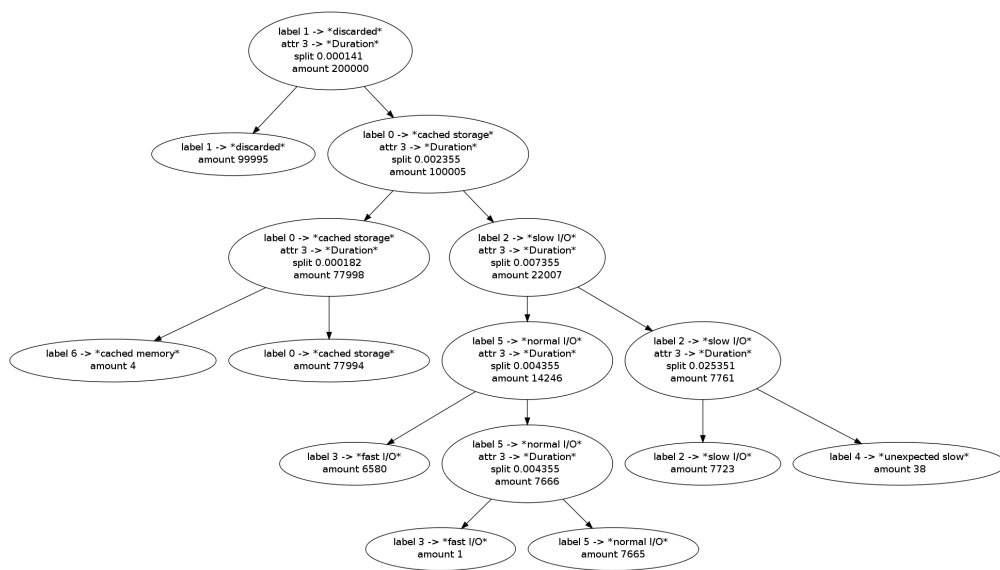 label 1 -> *discarded*
attr 3 -> *Duration*
split 0.000141
amount 200000
label 1 -> *discarded*
amount 99995
label 0 -> *cached storage*
attr 3 -> *Duration*
split 0.002355
amount 100005
label 0 -> *cached storage*
attr 3 -> *Duration*
split 0.000182
amount 77998
label 2 -> *slow I/O*
attr 3 -> *Duration*
split 0.007355
amount 22007
label 6 -> *cached memory*
amount 4
label 0 -> *cached storage*
amount 77994
label 5 -> *normal I/O*
attr 3 -> *Duration*
split 0.004355
amount 14246
label 2 -> *slow I/O*
attr 3 -> *Duration*
split 0.025351
amount 7761
label 3 -> *fast I/O*
amount 6580
label 5 -> *normal I/O*
attr 3 -> *Duration*
split 0.004355
amount 7666
label 2 -> *slow I/O*
amount 7723
label 4 -> *unexpected slow*
amount 38
label 3 -> *fast I/O*
amount 1
label 5 -> *normal I/O*
amount 7665